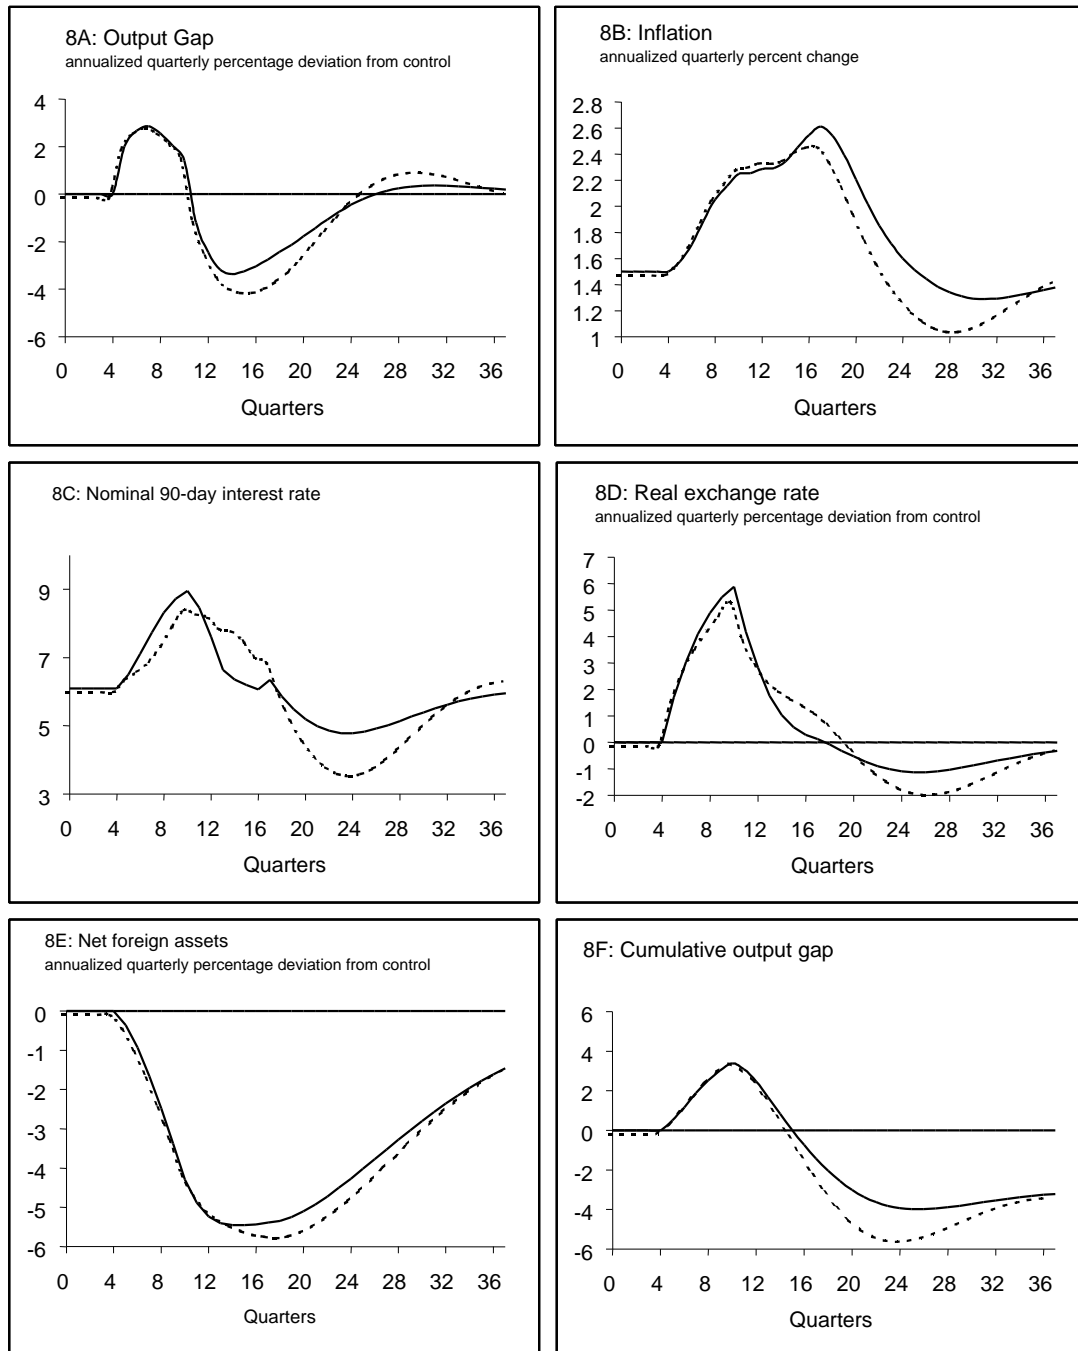 8A: Output Gap
annualized quarterly percentage deviation from control
4
2
0
-2
-4
-6
0 4 8 12 16 20 24 28 32 36
Quarters
8B: Inflation
annualized quarterly percent change
2.8
2.6
2.4
2.2
2
1.8
1.6
1.4
1.2
1
0 4 8 12 16 20 24 28 32 36
Quarters
8C: Nominal 90-day interest rate
9
7
5
3
0 4 8 12 16 20 24 28 32 36
Quarters
8D: Real exchange rate
annualized quarterly percentage deviation from control
7
6
5
4
3
2
1
0
-1
-2
0 4 8 12 16 20 24 28 32 36
Quarters
8E: Net foreign assets
annualized quarterly percentage deviation from control
0
-1
-2
-3
-4
-5
-6
0 4 8 12 16 20 24 28 32 36
Quarters
8F: Cumulative output gap
6
4
2
0
-2
-4
-6
0 4 8 12 16 20 24 28 32 36
Quarters